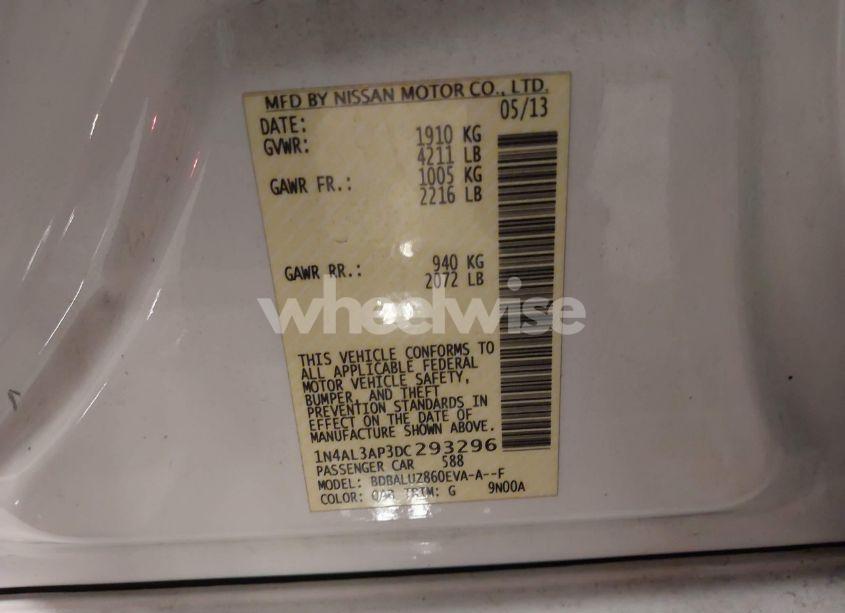 MFD BY NISSAN MOTOR CO., LTD.
DATE: 05/13
GVWR: 1910 KG
4211 LB
GAWR FR.: 1005 KG
2216 LB
GAWR RR.: 940 KG
2072 LB
wheelwise
THIS VEHICLE CONFORMS TO
ALL APPLICABLE FEDERAL
MOTOR VEHICLE SAFETY,
BUMPER, AND THEFT
PREVENTION STANDARDS IN
EFFECT ON THE DATE OF
MANUFACTURE SHOWN ABOVE.
1N4AL3AP3DC293296
PASSENGER CAR 588
MODEL: BDBALUZ860EVA-A--F
COLOR: QAB TRIM: G 9N00A